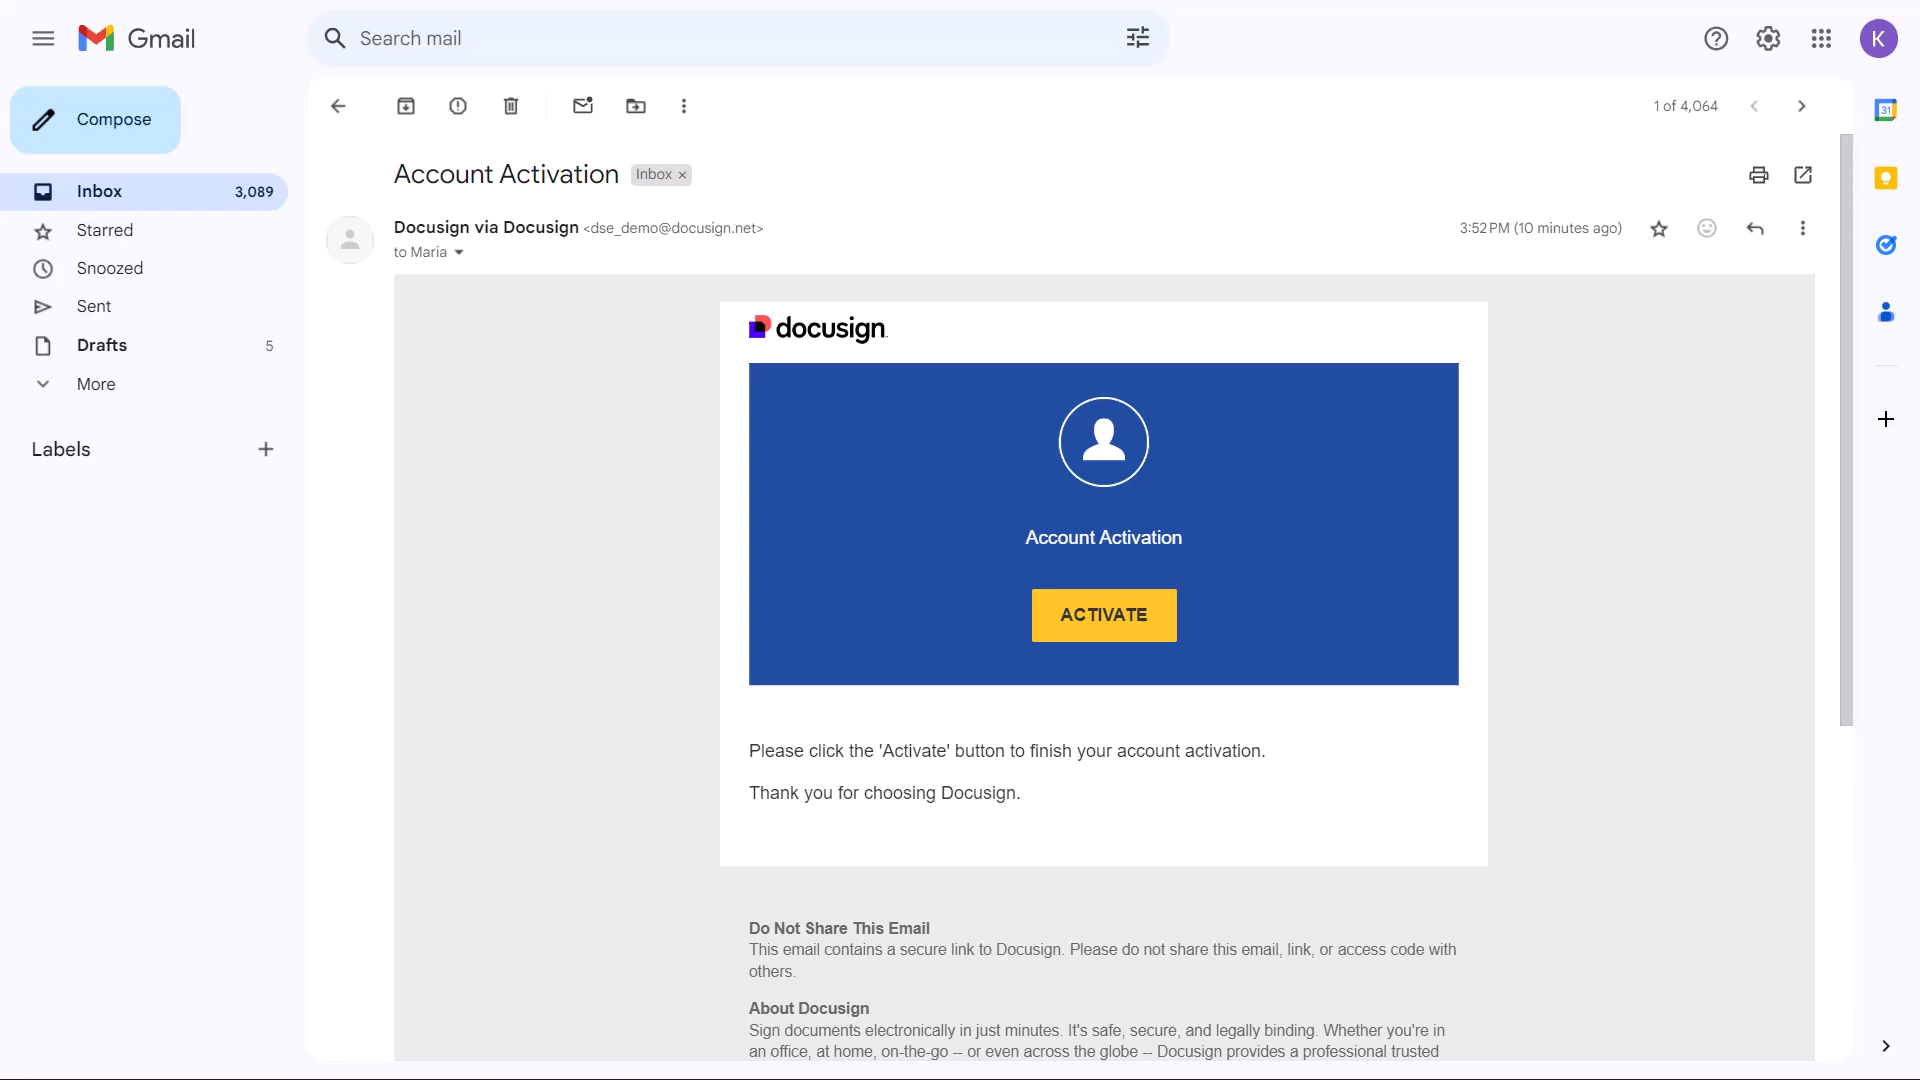 Gmail
Search mail
K
Compose
1 of 4,064
31
Account Activation
Inbox ×
Inbox 3,089
Docusign via Docusign <dse_demo@docusign.net>
3:52 PM (10 minutes ago)
to Maria
Starred
Snoozed
Sent
Drafts 5
More
Labels
docusign
Account Activation
ACTIVATE
Please click the 'Activate' button to finish your account activation.
Thank you for choosing Docusign.
Do Not Share This Email
This email contains a secure link to Docusign. Please do not share this email, link, or access code with
others.
About Docusign
Sign documents electronically in just minutes. It's safe, secure, and legally binding. Whether you're in
an office, at home, on-the-go -- or even across the globe -- Docusign provides a professional trusted